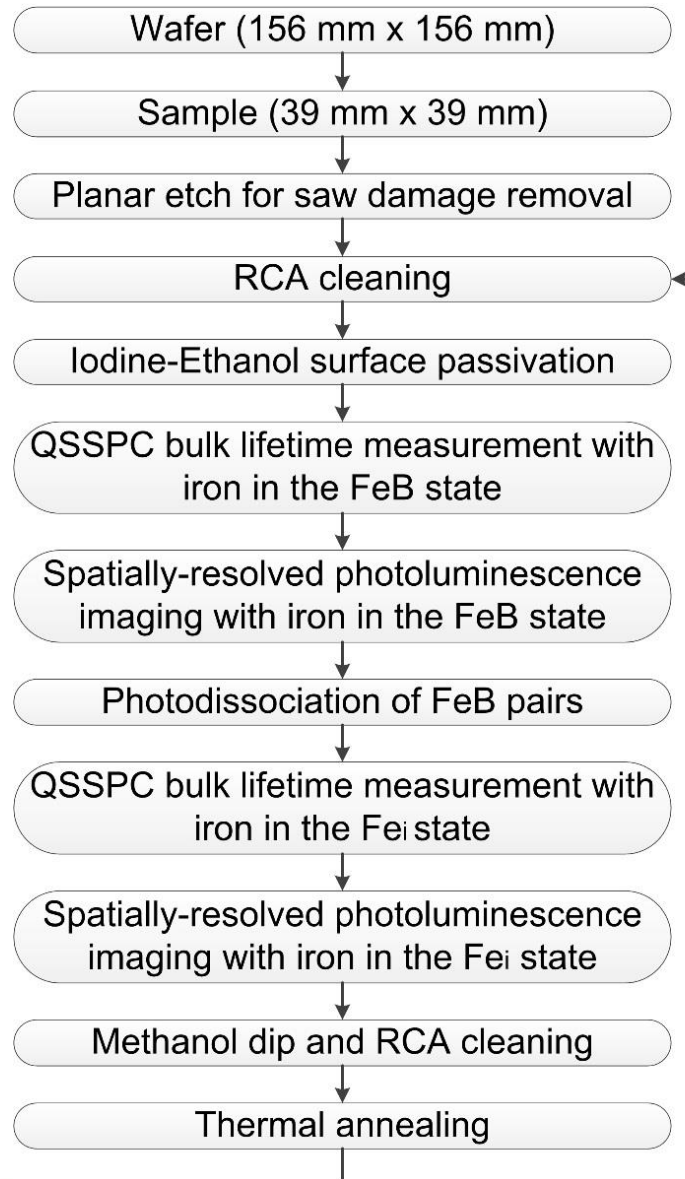 Wafer (156 mm x 156 mm)
Sample (39 mm x 39 mm)
Planar etch for saw damage removal
RCA cleaning
Iodine-Ethanol surface passivation
QSSPC bulk lifetime measurement with
iron in the FeB state
Spatially-resolved photoluminescence
imaging with iron in the FeB state
Photodissociation of FeB pairs
QSSPC bulk lifetime measurement with
iron in the Fei state
Spatially-resolved photoluminescence
imaging with iron in the Fei state
Methanol dip and RCA cleaning
Thermal annealing